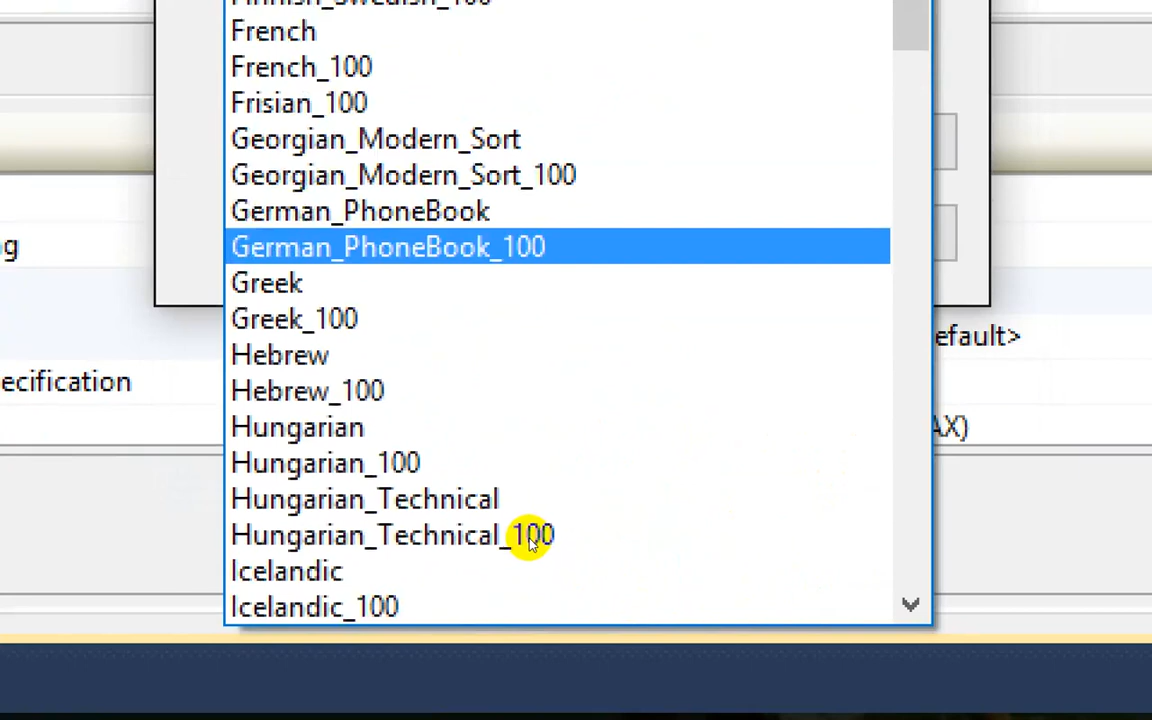 Finnish_Swedish_100
French
French_100
Frisian_100
Georgian_Modern_Sort
Georgian_Modern_Sort_100
German_PhoneBook
g
German_PhoneBook_100
Greek
Greek_100
efault>
Hebrew
ecification
Hebrew_100
Hungarian
AX)
Hungarian_100
Hungarian_Technical
Hungarian_Technical_100
Icelandic
Icelandic_100